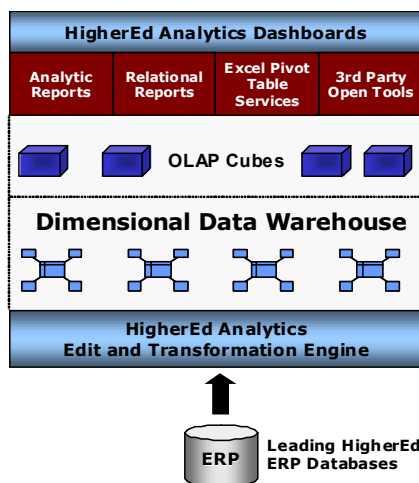 HigherEd Analytics Dashboards
Analytic
Reports
Relational
Reports
Excel Pivot
Table
Services
3rd Party
Open Tools
OLAP Cubes
Dimensional Data Warehouse
HigherEd Analytics
Edit and Transformation Engine
ERP
Leading HigherEd
ERP Databases